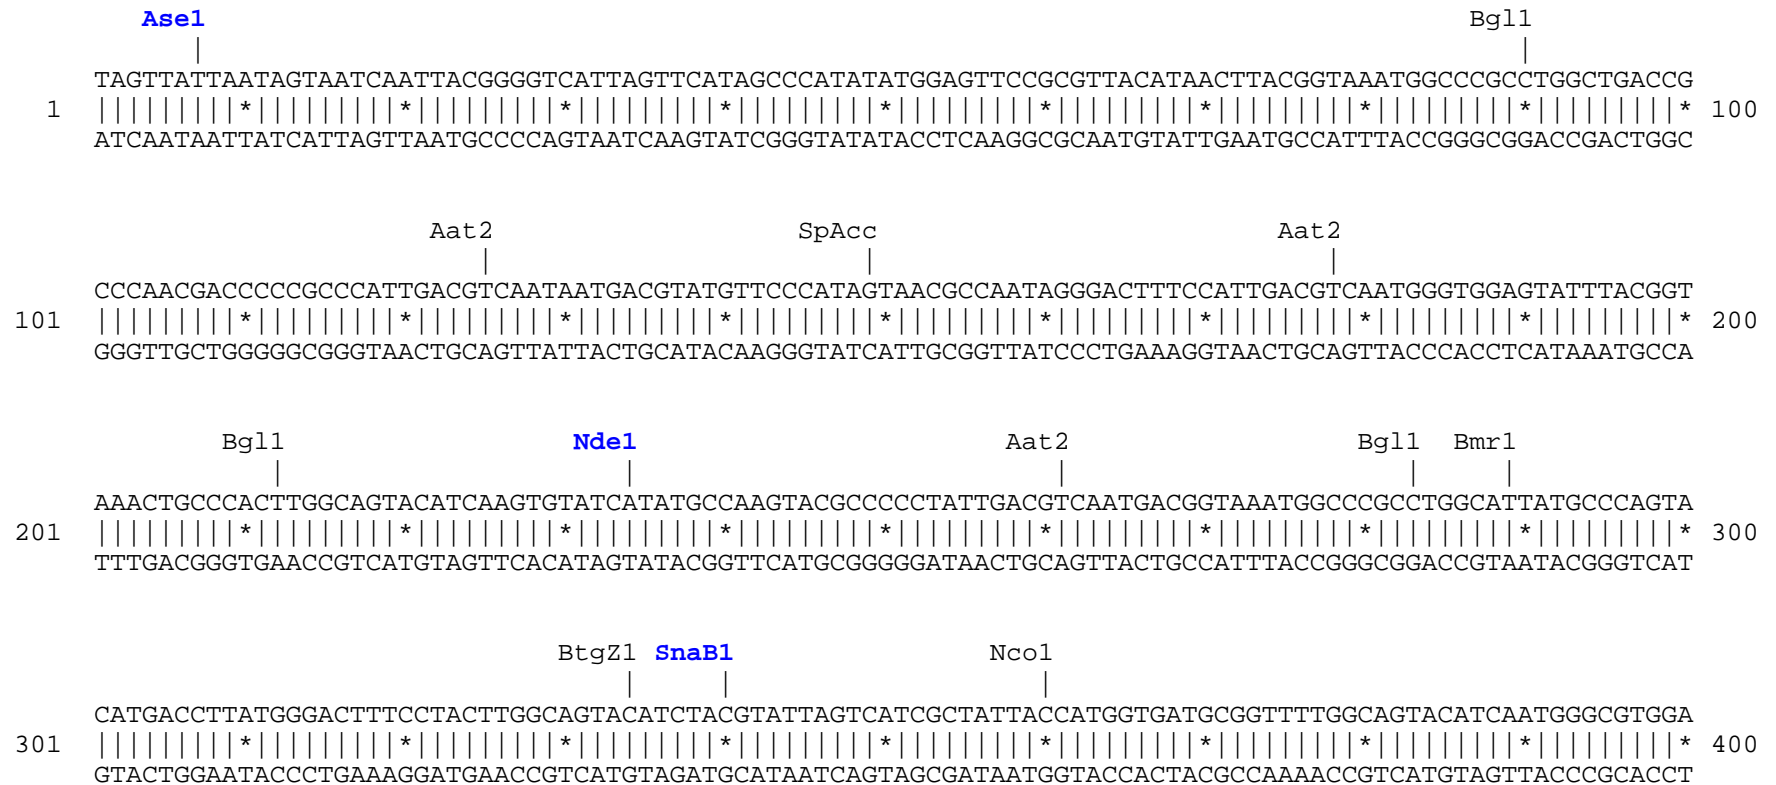 Ase1 Bgl1
| |
TAGTTATTAATAGTAATCAATTACGGGGTCATTAGTTCATAGCCCATATATGGAGTTCCGCGTTACATAACTTACGGTAAATGGCCCGCCTGGCTGACCG
1 |||||||||*|||||||||*|||||||||*|||||||||*|||||||||*|||||||||*|||||||||*|||||||||*|||||||||*|||||||||* 100
ATCAATAATTATCATTAGTTAATGCCCCAGTAATCAAGTATCGGGTATATACCTCAAGGCGCAATGTATTGAATGCCATTTACCGGGCGGACCGACTGGC
Aat2 SpAcc Aat2
| | |
CCCAACGACCCCCGCCCATTGACGTCAATAATGACGTATGTTCCCATAGTAACGCCAATAGGGACTTTCCATTGACGTCAATGGGTGGAGTATTTACGGT
101 |||||||||*|||||||||*|||||||||*|||||||||*|||||||||*|||||||||*|||||||||*|||||||||*|||||||||*|||||||||* 200
GGGTTGCTGGGGGCGGGTAACTGCAGTTATTACTGCATACAAGGGTATCATTGCGGTTATCCCTGAAAGGTAACTGCAGTTACCCACCTCATAAATGCCA
Bgl1 Nde1 Aat2 Bgl1 Bmr1
| | | | |
AAACTGCCCACTTGGCAGTACATCAAGTGTATCATATGCCAAGTACGCCCCCTATTGACGTCAATGACGGTAAATGGCCCGCCTGGCATTATGCCCAGTA
201 |||||||||*|||||||||*|||||||||*|||||||||*|||||||||*|||||||||*|||||||||*|||||||||*|||||||||*|||||||||* 300
TTTGACGGGTGAACCGTCATGTAGTTCACATAGTATACGGTTCATGCGGGGGATAACTGCAGTTACTGCCATTTACCGGGCGGACCGTAATACGGGTCAT
BtgZ1 SnaB1 Nco1
| | |
CATGACCTTATGGGACTTTCCTACTTGGCAGTACATCTACGTATTAGTCATCGCTATTACCATGGTGATGCGGTTTTGGCAGTACATCAATGGGCGTGGA
301 |||||||||*|||||||||*|||||||||*|||||||||*|||||||||*|||||||||*|||||||||*|||||||||*|||||||||*|||||||||* 400
GTACTGGAATACCCTGAAAGGATGAACCGTCATGTAGATGCATAATCAGTAGCGATAATGGTACCACTACGCCAAAACCGTCATGTAGTTACCCGCACCT